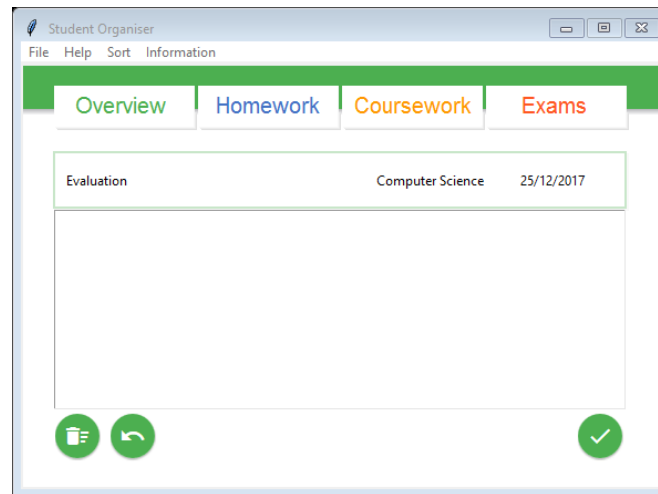 Student Organiser
File Help Sort Information
Overview Homework Coursework Exams
Evaluation Computer Science 25/12/2017